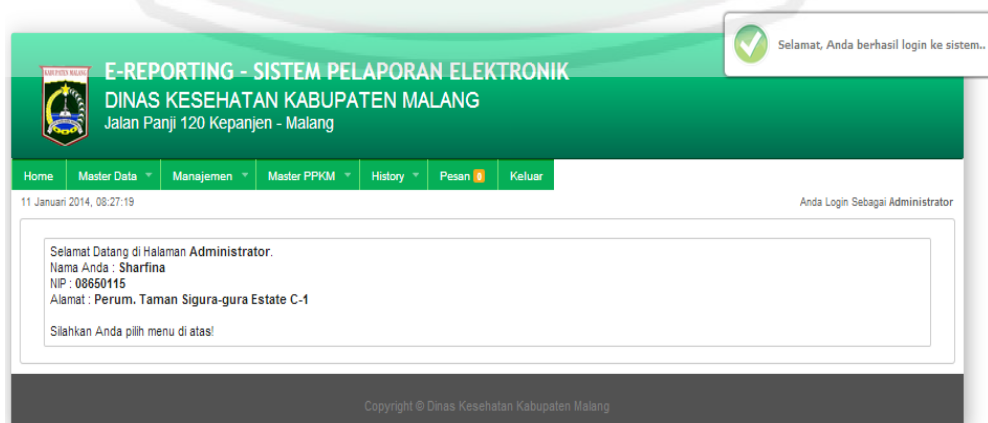 Selamat, Anda berhasil login ke sistem..
KABUPATEN MALANG
E-REPORTING - SISTEM PELAPORAN ELEKTRONIK
DINAS KESEHATAN KABUPATEN MALANG
Jalan Panji 120 Kepanjen - Malang
Home Master Data Manajemen Master PPKM History Pesan 0 Keluar
11 Januari 2014, 08:27:19 Anda Login Sebagai Administrator
Selamat Datang di Halaman Administrator.
Nama Anda : Sharfina
NIP : 08650115
Alamat : Perum. Taman Sigura-gura Estate C-1
Silahkan Anda pilih menu di atas!
Copyright © Dinas Kesehatan Kabupaten Malang